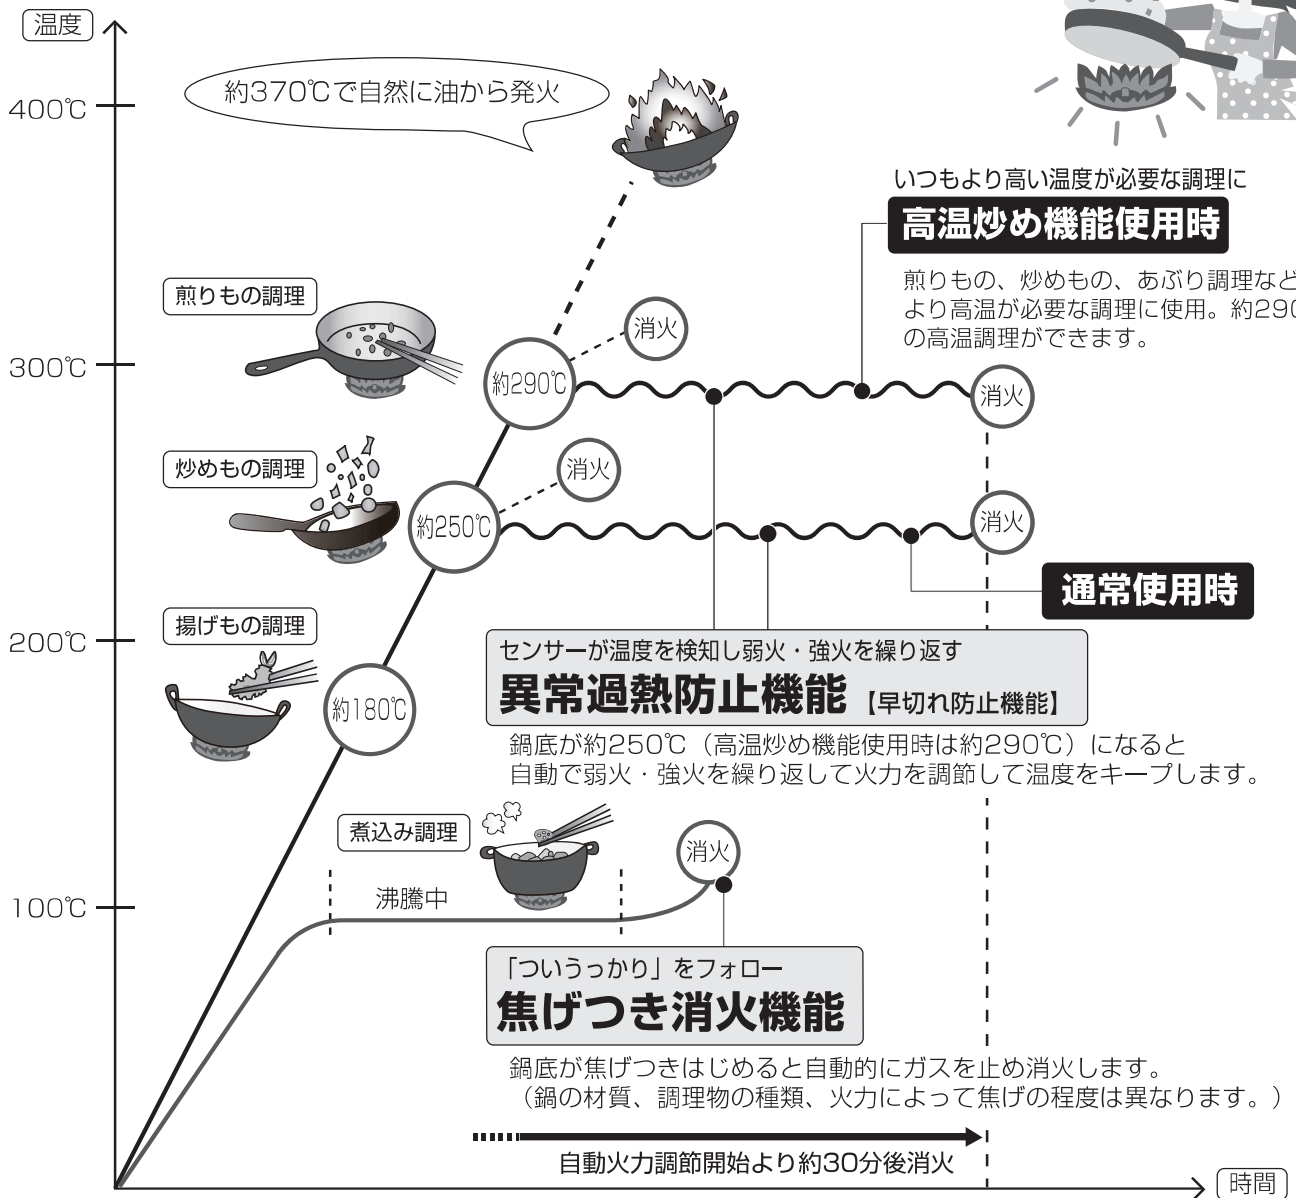 温度
400℃
約370℃で自然に油から発火
いつもより高い温度が必要な調理に
高温炒め機能使用時
煎りもの、炒めもの、あぶり調理など
より高温が必要な調理に使用。約290
の高温調理ができます。
煎りもの調理
消火
300℃
約290℃
消火
炒めもの調理
消火
約250℃
消火
通常使用時
揚げもの調理
200℃
約180℃
センサーが温度を検知し弱火・強火を繰り返す
異常過熱防止機能【早切れ防止機能】
鍋底が約250℃（高温炒め機能使用時は約290℃）になると
自動で弱火・強火を繰り返して火力を調節して温度をキープします。
煮込み調理
消火
沸騰中
100℃
「ついうっかり」をフォロー
焦げつき消火機能
鍋底が焦げつきはじめると自動的にガスを止め消火します。
（鍋の材質、調理物の種類、火力によって焦げの程度は異なります。）
自動火力調節開始より約30分後消火
時間